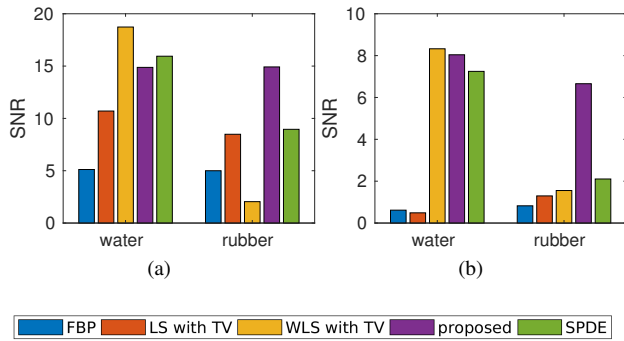 20
15
10
5
0
SNR
water
rubber
(a)
10
8
6
4
2
0
SNR
water
rubber
(b)
FBP
LS with TV
WLS with TV
proposed
SPDE